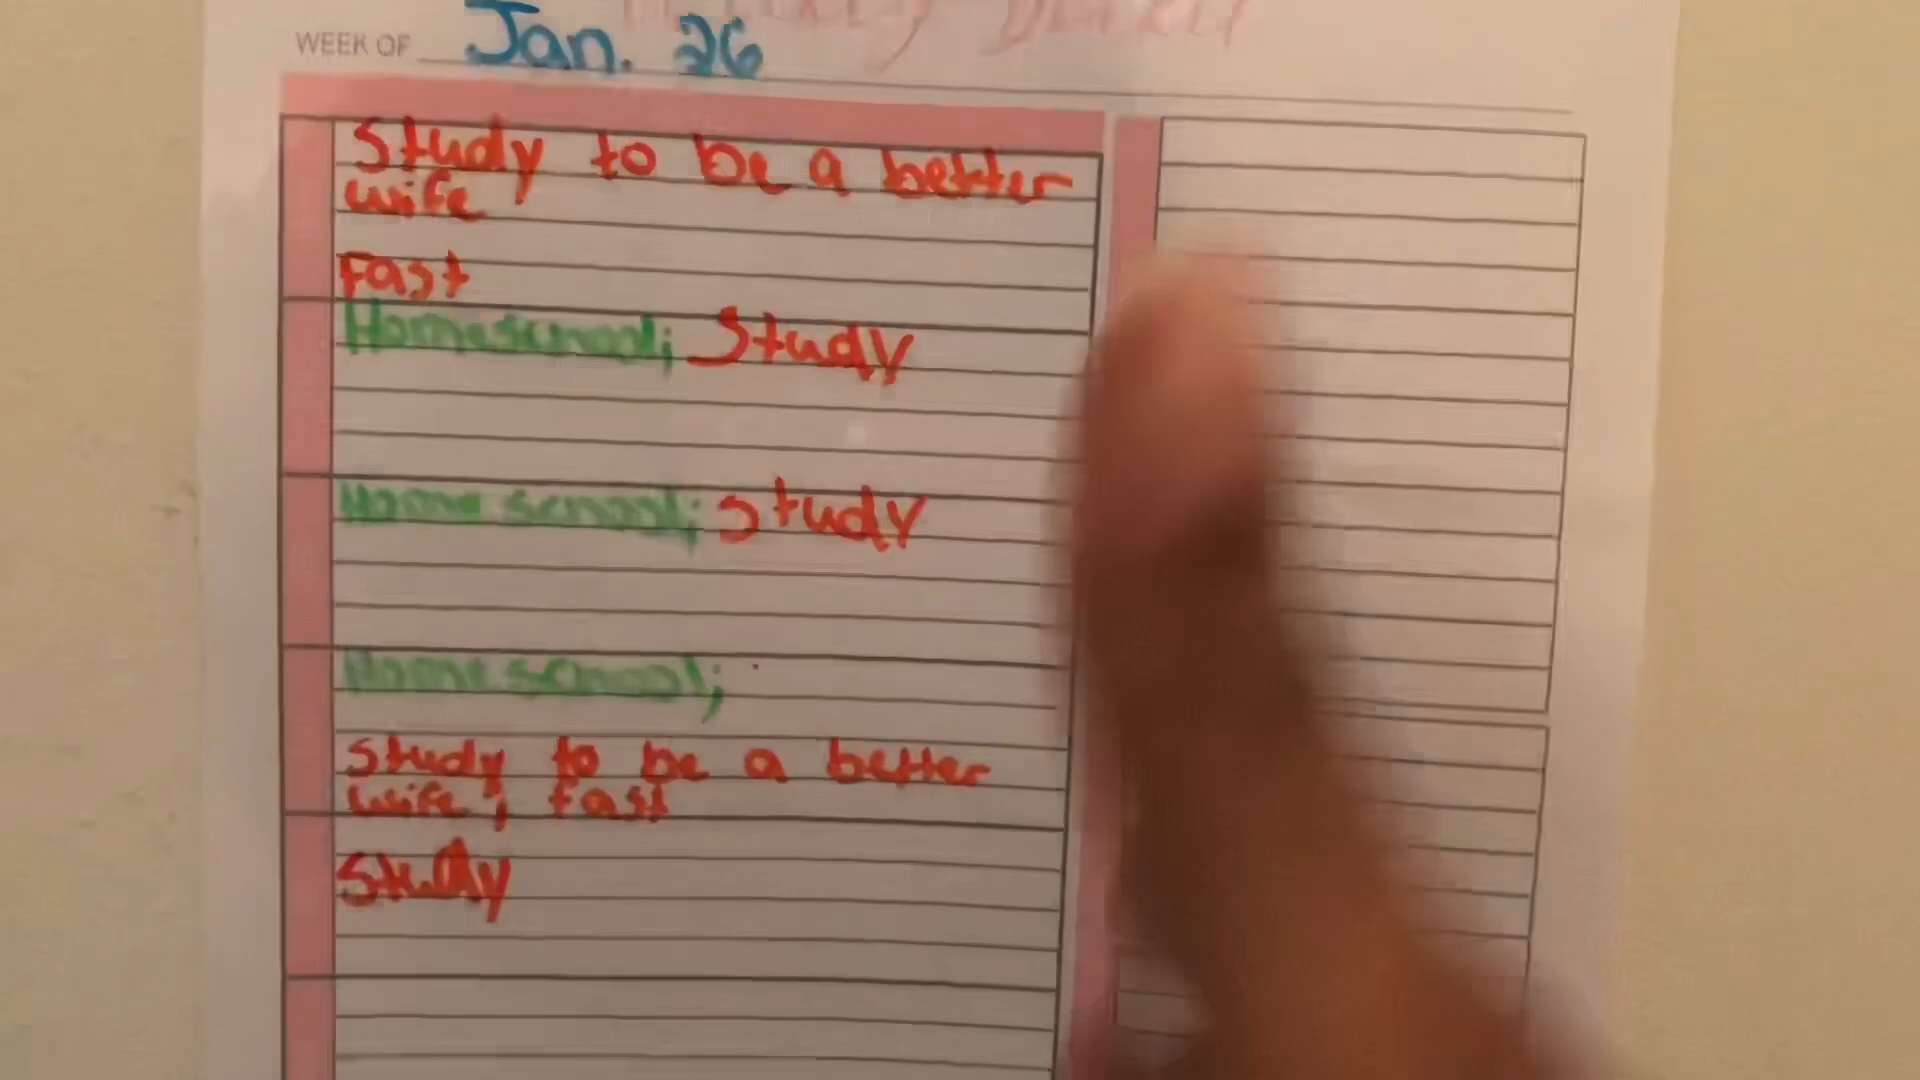 WEEK OF Jan. 26
Study to be a better
wife
Fast
Homeschool; Study
Homeschool; Study
Homeschool;
Study to be a better
wife; fast
Study